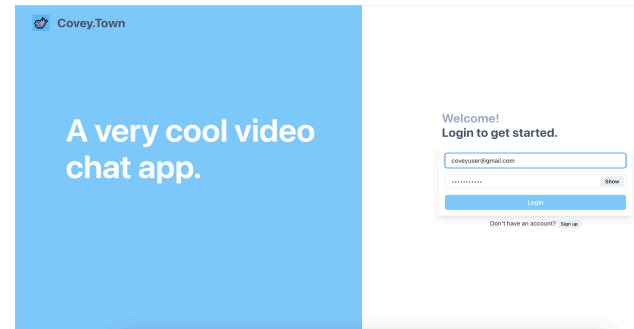 Covey.Town
A very cool video
chat app.
Welcome!
Login to get started.
coveyuser@gmail.com
•••••••••••
Show
Login
Don't have an account? Sign up